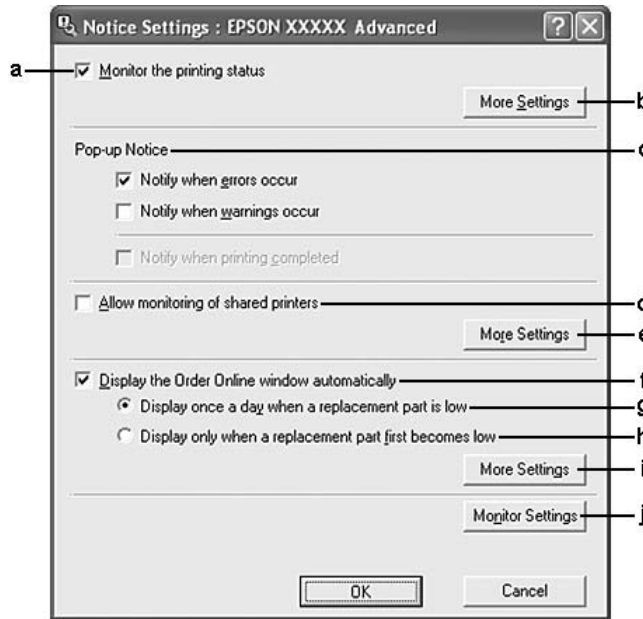 Notice Settings : EPSON XXXXX Advanced
a
Monitor the printing status
More Settings
b
Pop-up Notice
Notify when errors occur
Notify when warnings occur
Notify when printing completed
Allow monitoring of shared printers
More Settings
e
Display the Order Online window automatically
f
Display once a day when a replacement part is low
g
Display only when a replacement part first becomes low
h
More Settings
i
Monitor Settings
j
OK
Cancel